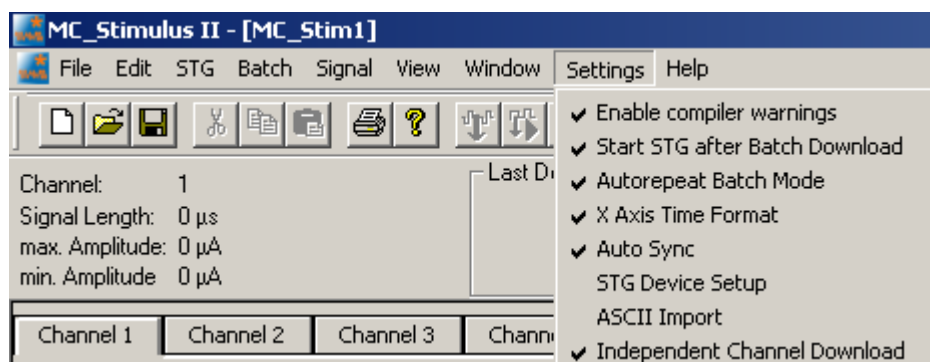 MC_Stimulus II - [MC_Stim1]
File Edit STG Batch Signal View Window Settings Help
Enable compiler warnings
Start STG after Batch Download
Autorepeat Batch Mode
X Axis Time Format
Auto Sync
STG Device Setup
ASCII Import
Independent Channel Download
Last
Channel: 1
Signal Length: 0 µs
max. Amplitude: 0 µA
min. Amplitude 0 µA
Channel 1 Channel 2 Channel 3